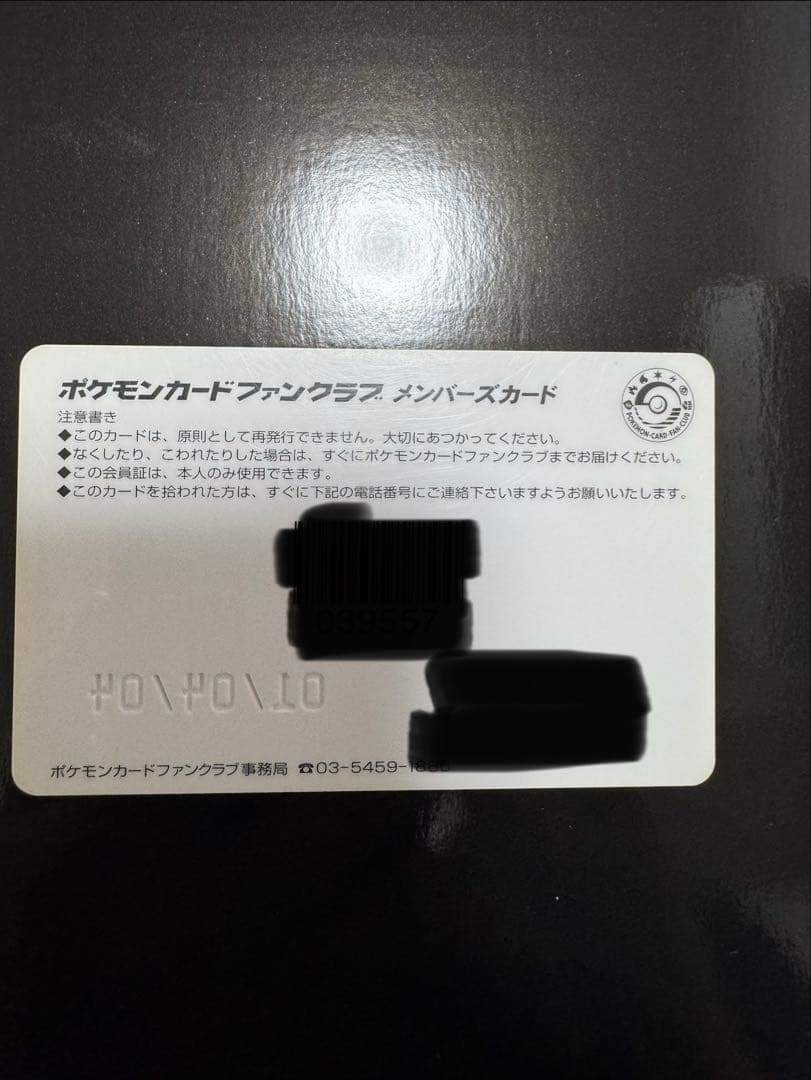 ポケモンカードファンクラブ メンバーズカード
POKEMON-CARD-FAN-CLUB
注意書き
◆このカードは、原則として再発行できません。大切にあつかってください。
◆なくしたり、こわれたりした場合は、すぐにポケモンカードファンクラブまでお届けください。
◆この会員証は、本人のみ使用できます。
◆このカードを拾われた方は、すぐに下記の電話番号にご連絡下さいますようお願いいたします。
039557
01/04/04
ポケモンカードファンクラブ事務局 ☎03-5459-